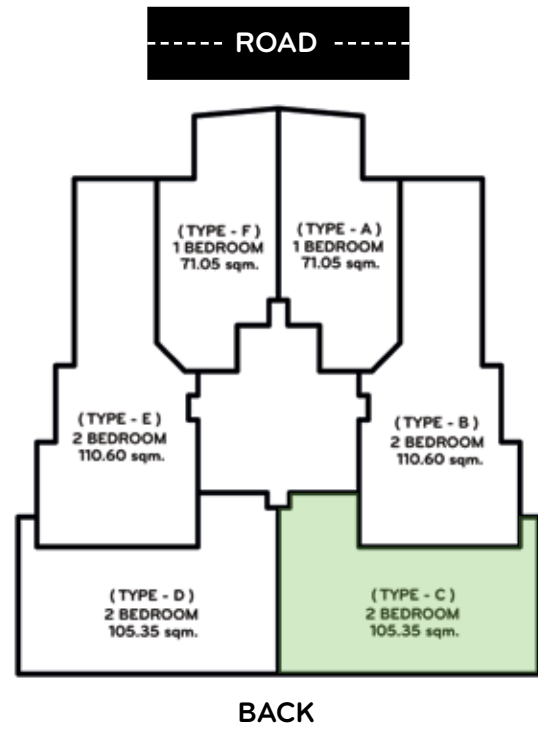 ROAD
( TYPE - F )
1 BEDROOM
71.05 sqm.
( TYPE - A )
1 BEDROOM
71.05 sqm.
( TYPE - E )
2 BEDROOM
110.60 sqm.
( TYPE - B )
2 BEDROOM
110.60 sqm.
( TYPE - D )
2 BEDROOM
105.35 sqm.
( TYPE - C )
2 BEDROOM
105.35 sqm.
BACK